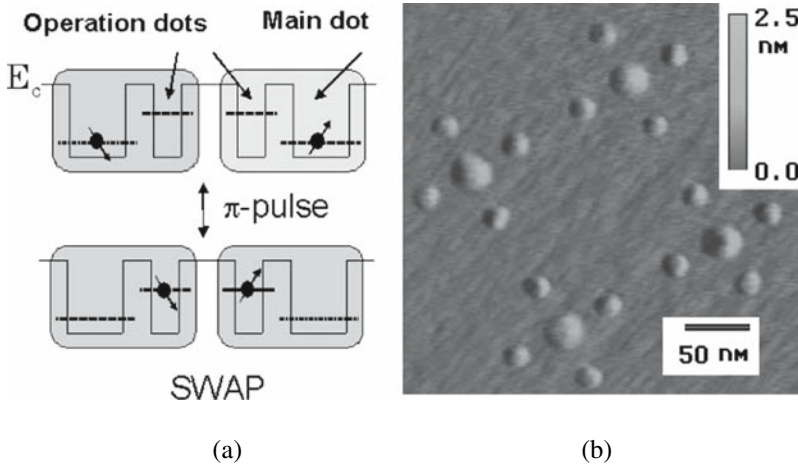 Operation dots Main dot
E_c
π-pulse
SWAP
2.5
nм
0.0
50 nм
(a) (b)